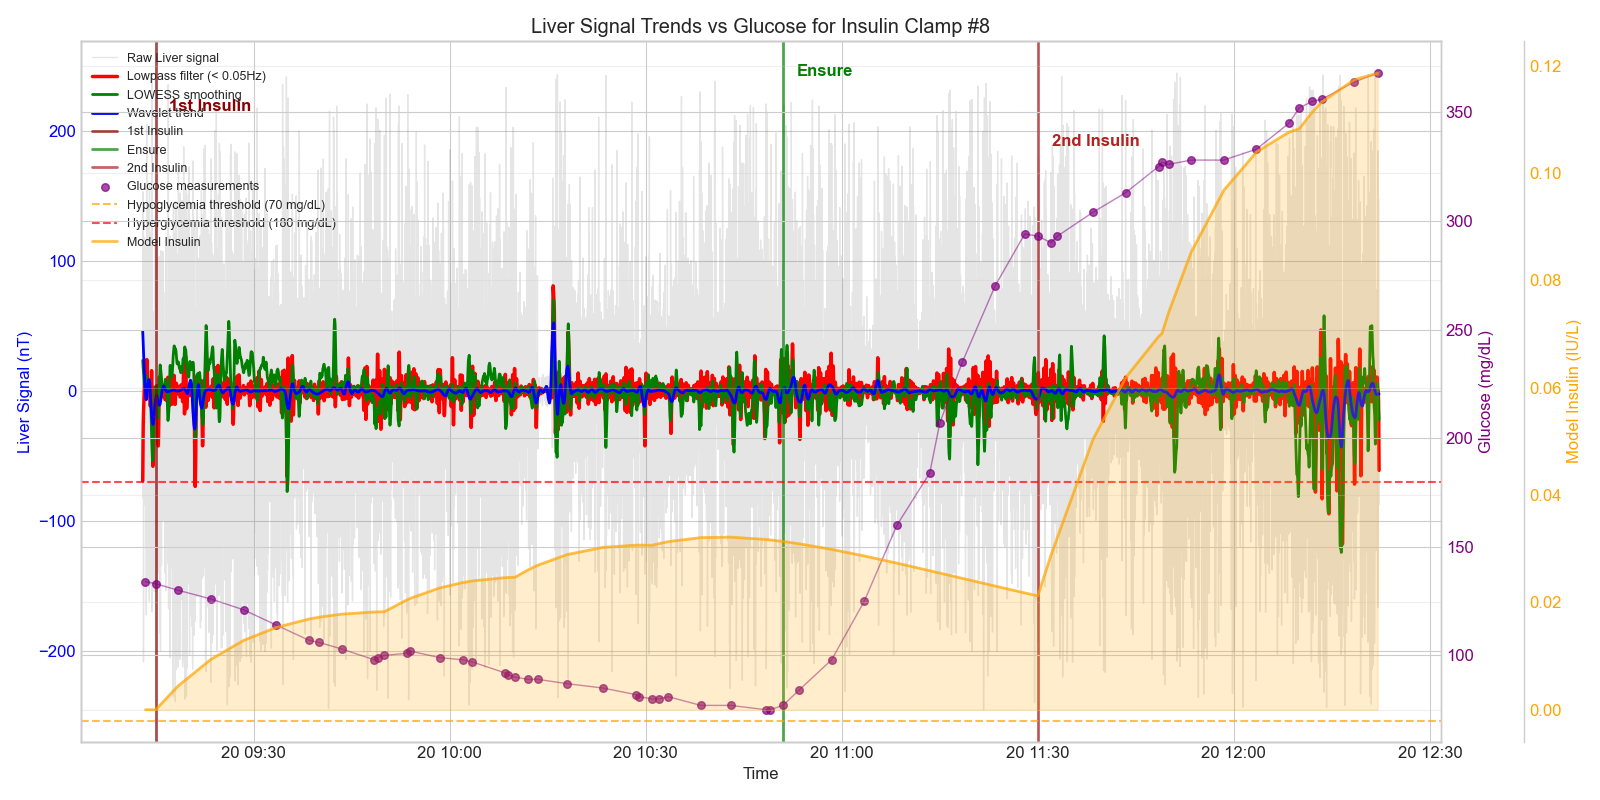 Liver Signal Trends vs Glucose for Insulin Clamp #8
Raw Liver signal
Lowpass filter (< 0.05Hz)
LOWESS smoothing
Wavelet trend
1st Insulin
Ensure
2nd Insulin
Glucose measurements
Hypoglycemia threshold (70 mg/dL)
Hyperglycemia threshold (180 mg/dL)
Model Insulin
1st Insulin
Ensure
2nd Insulin
Liver Signal (nT)
200
100
0
−100
−200
350
300
250
200
150
100
Glucose (mg/dL)
0.12
0.10
0.08
0.06
0.04
0.02
0.00
Model Insulin (IU/L)
20 09:30
20 10:00
20 10:30
20 11:00
20 11:30
20 12:00
20 12:30
Time